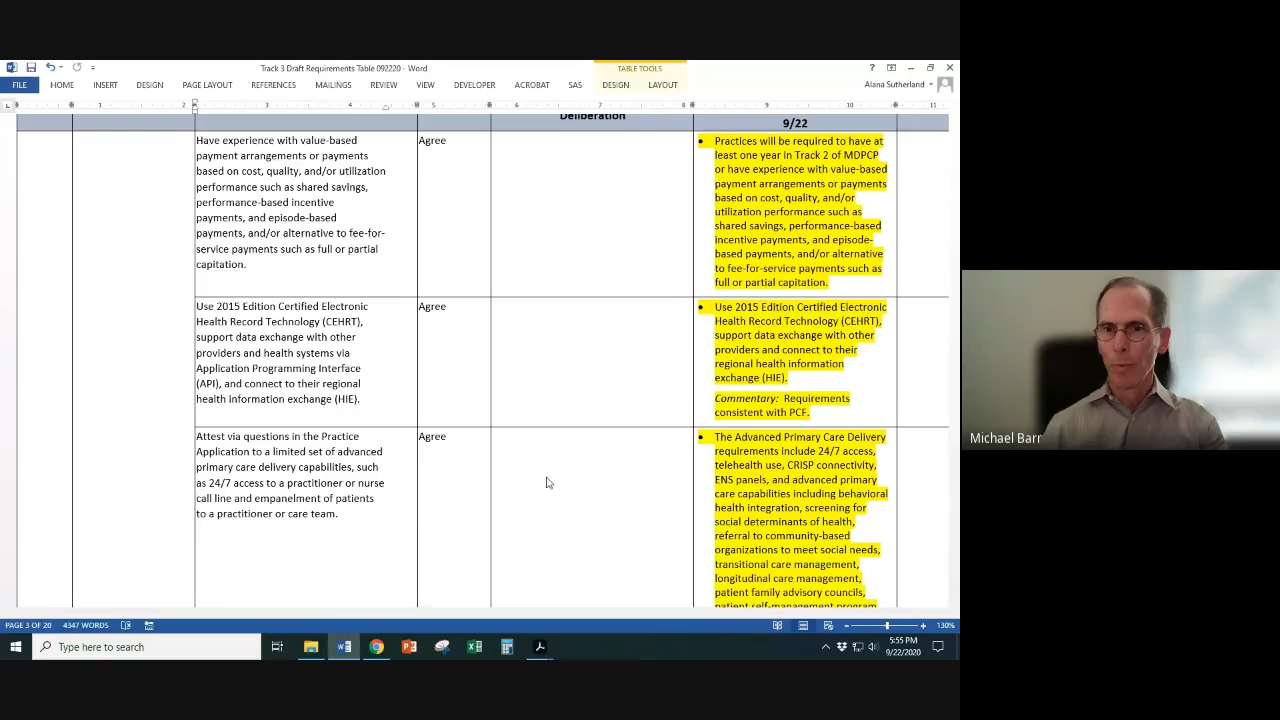 Track 3 Draft Requirements Table 092220 - Word
TABLE TOOLS
FILE HOME INSERT DESIGN PAGE LAYOUT REFERENCES MAILINGS REVIEW VIEW DEVELOPER ACROBAT SAS DESIGN LAYOUT Alana Sutherland
2 3 4 5 6 7 8 9 10 11
Deliberation
9/22
Have experience with value-based
payment arrangements or payments
based on cost, quality, and/or utilization
performance such as shared savings,
performance-based incentive
payments, and episode-based
payments, and/or alternative to fee-for-
service payments such as full or partial
capitation.
Agree
Practices will be required to have at
least one year in Track 2 of MDPCP
or have experience with value-based
payment arrangements or payments
based on cost, quality, and/or
utilization performance such as
shared savings, performance-based
incentive payments, and episode-
based payments, and/or alternative
to fee-for-service payments such as
full or partial capitation.
Use 2015 Edition Certified Electronic
Health Record Technology (CEHRT),
support data exchange with other
providers and health systems via
Application Programming Interface
(API), and connect to their regional
health information exchange (HIE).
Agree
Use 2015 Edition Certified Electronic
Health Record Technology (CEHRT),
support data exchange with other
providers and connect to their
regional health information
exchange (HIE).
Commentary: Requirements
consistent with PCF.
Attest via questions in the Practice
Application to a limited set of advanced
primary care delivery capabilities, such
as 24/7 access to a practitioner or nurse
call line and empanelment of patients
to a practitioner or care team.
Agree
The Advanced Primary Care Delivery
requirements include 24/7 access,
telehealth use, CRISP connectivity,
ENS panels, and advanced primary
care capabilities including behavioral
health integration, screening for
social determinants of health,
referral to community-based
organizations to meet social needs,
transitional care management,
longitudinal care management,
patient family advisory councils,
patient self-management program
Michael Barr
PAGE 3 OF 20 4347 WORDS 130%
Type here to search
5:55 PM
9/22/2020